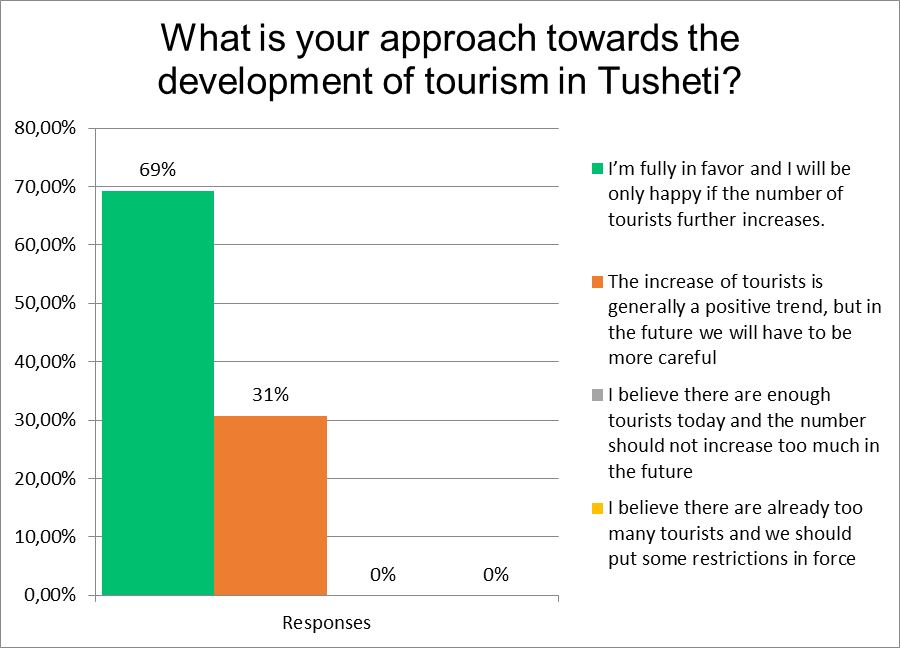 What is your approach towards the
development of tourism in Tusheti?
80,00%
70,00%
60,00%
50,00%
40,00%
30,00%
20,00%
10,00%
0,00%
69%
31%
0%
0%
Responses
I’m fully in favor and I will be
only happy if the number of
tourists further increases.
The increase of tourists is
generally a positive trend, but in
the future we will have to be
more careful
I believe there are enough
tourists today and the number
should not increase too much in
the future
I believe there are already too
many tourists and we should
put some restrictions in force